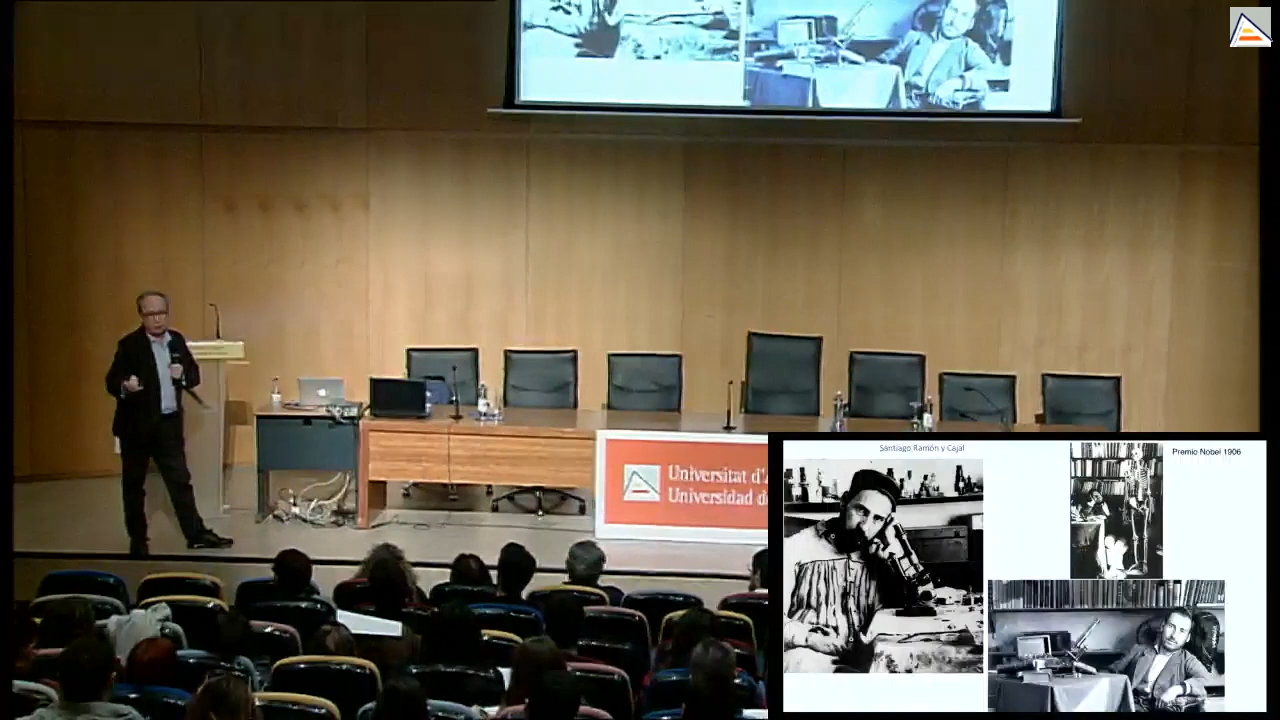 Universitat d'
Universidad d
Santiago Ramón y Cajal
Premio Nobel 1906